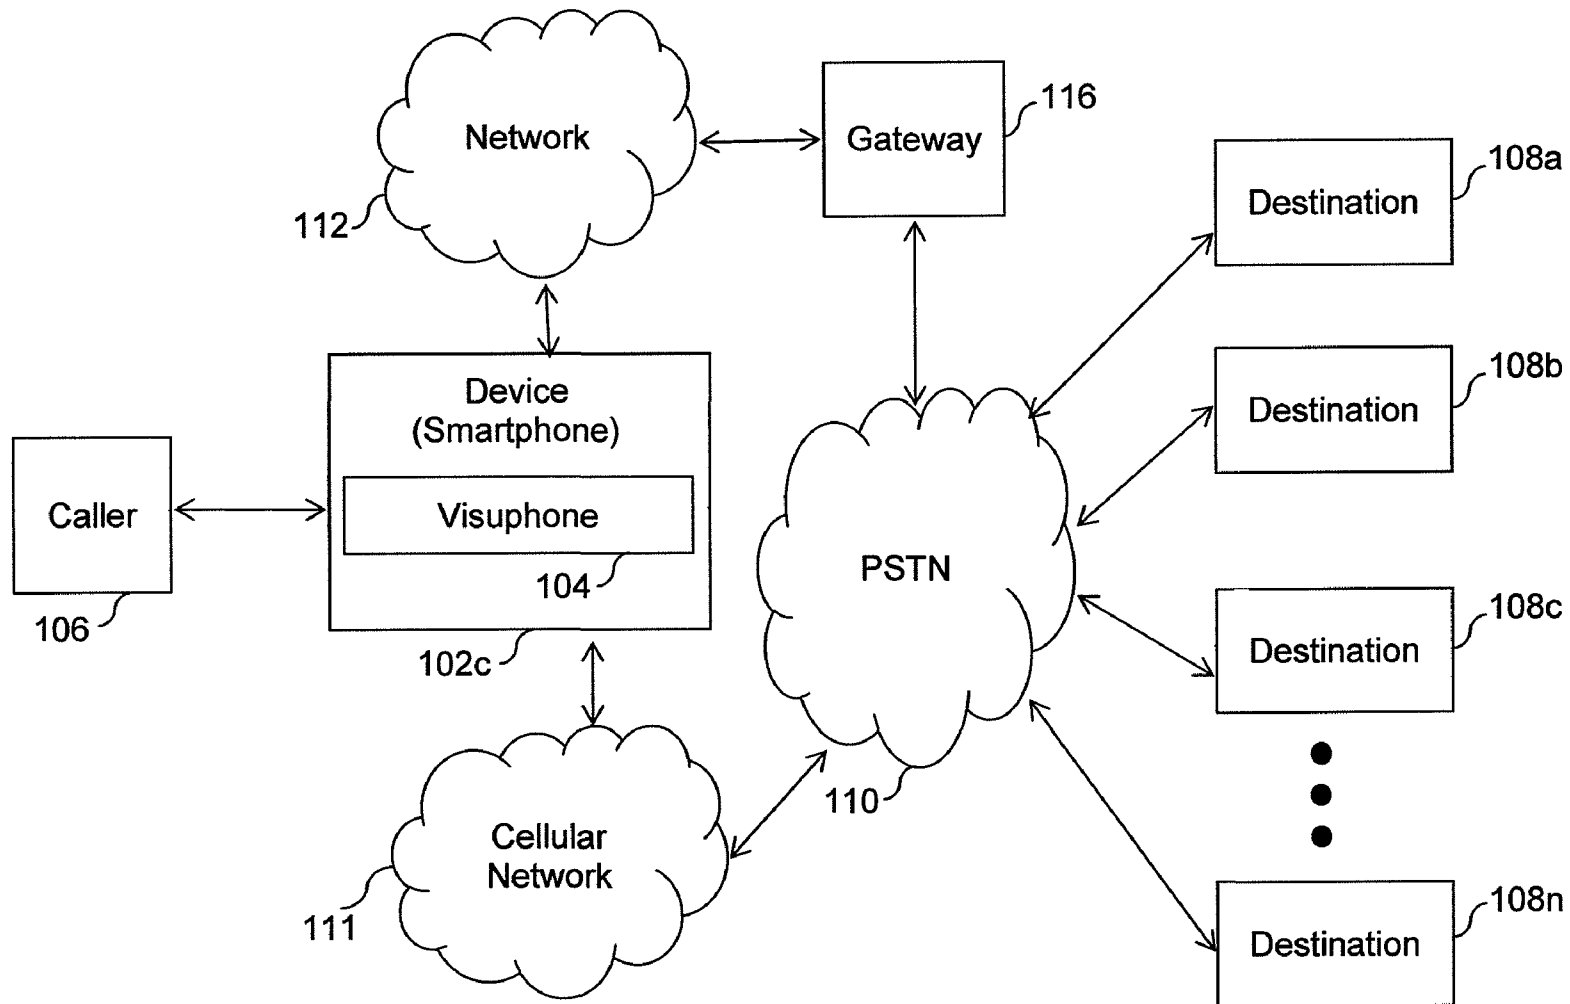 Network
112
Gateway
116
Destination
108a
Destination
108b
Device
(Smartphone)
Visuphone
104
102c
Caller
106
PSTN
110
Destination
108c
Cellular
Network
111
Destination
108n